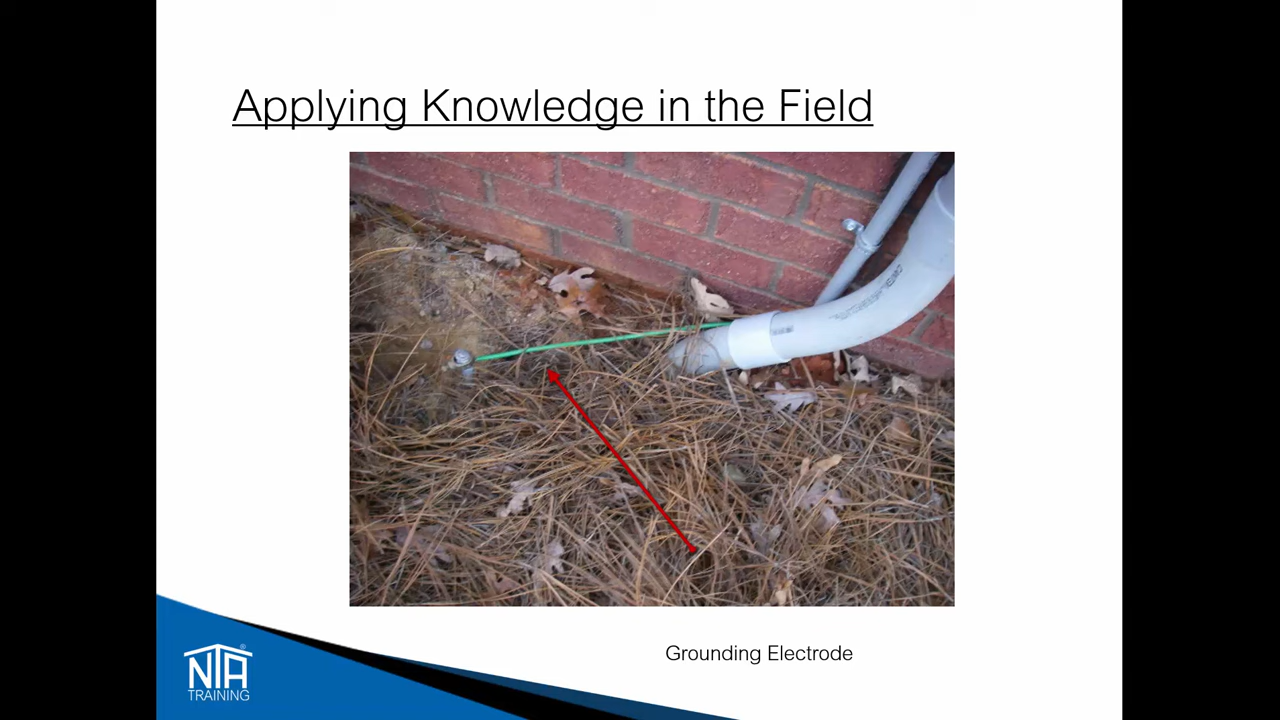 Applying Knowledge in the Field
Grounding Electrode
NTA
®
TRAINING